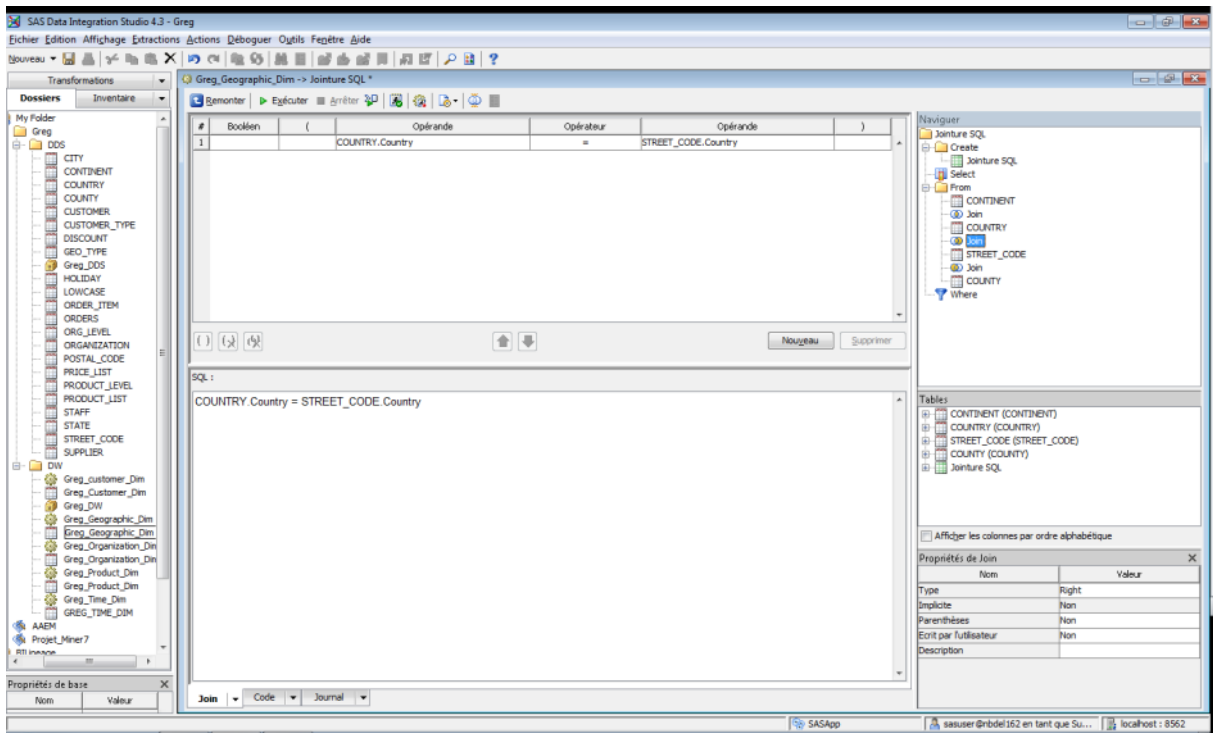 SAS Data Integration Studio 4.3 - Greg
Fichier Edition Affichage Extractions Actions Déboguer Outils Fenêtre Aide
Nouveau
Transformations
Dossiers Inventaire
My Folder
Greg
DDS
CITY
CONTINENT
COUNTRY
COUNTY
CUSTOMER
CUSTOMER_TYPE
DISCOUNT
GEO_TYPE
Greg_DDS
HOLIDAY
LOWCASE
ORDER_ITEM
ORDERS
ORG_LEVEL
ORGANIZATION
POSTAL_CODE
PRICE_LIST
PRODUCT_LEVEL
PRODUCT_LIST
STAFF
STATE
STREET_CODE
SUPPLIER
DW
Greg_customer_Dim
Greg_Customer_Dim
Greg_DW
Greg_Geographic_Dim
Greg_Geographic_Dim
Greg_Organization_Din
Greg_Organization_Din
Greg_Product_Dim
Greg_Product_Dim
Greg_Time_Dim
GREG_TIME_DIM
AAEM
Projet_Miner7
Propriétés de base
Nom Valeur
Greg_Geographic_Dim -> Jointure SQL *
Remonter Exécuter Arrêter
# Booléen ( Opérande Opérateur Opérande )
1 COUNTRY.Country = STREET_CODE.Country
Nouveau Supprimer
SQL :
COUNTRY.Country = STREET_CODE.Country
Join Code Journal
Naviguer
Jointure SQL
Create
Jointure SQL
Select
From
CONTINENT
Join
COUNTRY
Join
STREET_CODE
Join
COUNTY
Where
Tables
CONTINENT (CONTINENT)
COUNTRY (COUNTRY)
STREET_CODE (STREET_CODE)
COUNTY (COUNTY)
Jointure SQL
Afficher les colonnes par ordre alphabétique
Propriétés de Join
Nom Valeur
Type Right
Implicite Non
Parenthèses Non
Ecrit par l'utilisateur Non
Description
SASApp
sasuser@nbdel162 en tant que Su...
localhost : 8562